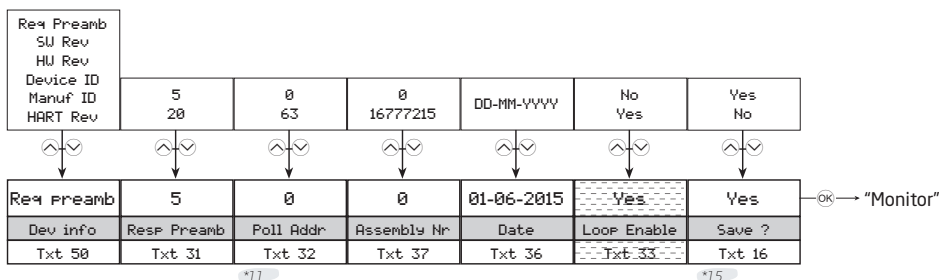 Req Preamb
SW Rev
HW Rev
Device ID
Manuf ID
HART Rev
5
20
0
63
0
16777215
DD-MM-YYYY
No
Yes
Yes
No
Req preamb 5 0 0 01-06-2015 Yes Yes OK "Monitor"
Dev info Resp Preamb Poll Addr Assembly Nr Date Loop Enable Save ?
Txt 50 Txt 31 Txt 32 Txt 37 Txt 36 Txt 33 Txt 16
*11 *15